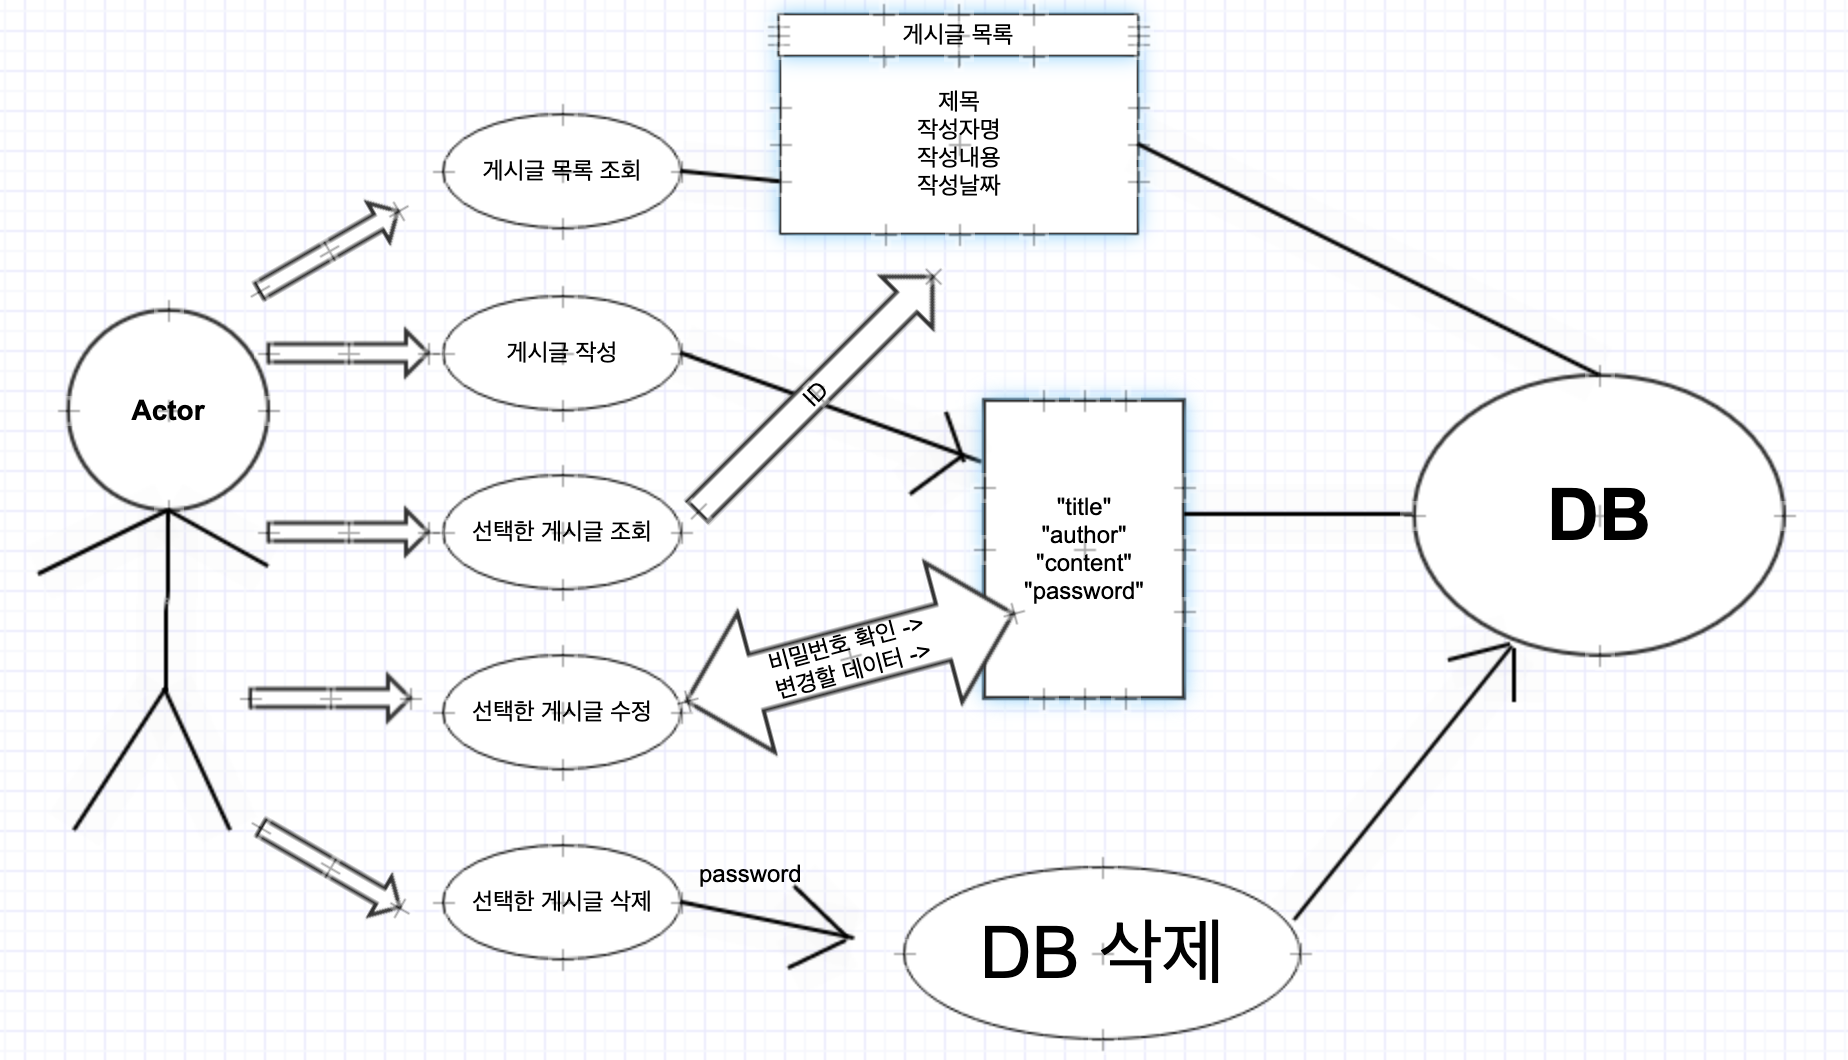 게시글 목록
제목
작성자명
작성내용
작성날짜
게시글 목록 조회
게시글 작성
ID
Actor
선택한 게시글 조회
"title"
"author"
"content"
"password"
DB
비밀번호 확인 ->
변경할 데이터 ->
선택한 게시글 수정
password
선택한 게시글 삭제
DB 삭제